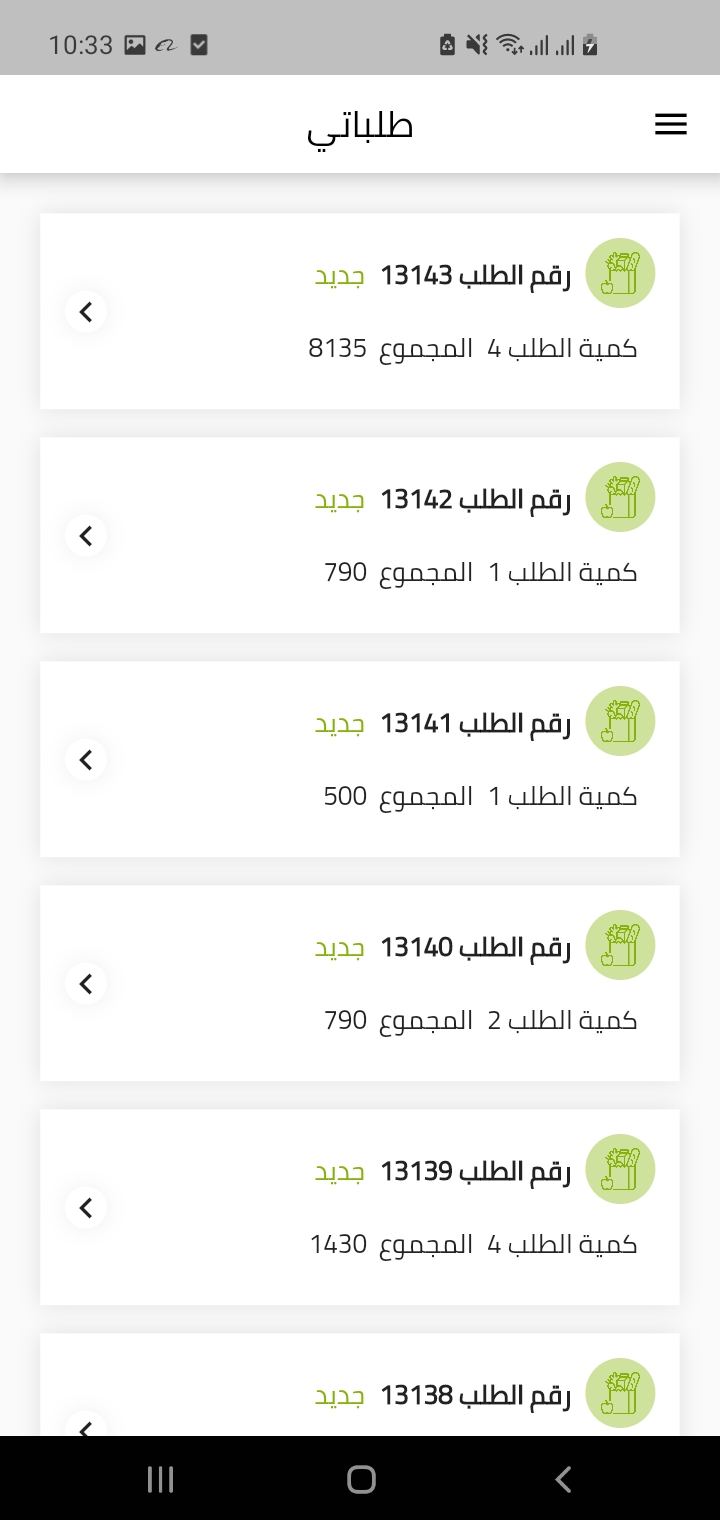 10:33
طلباتي
رقم الطلب 13143 جديد
كمية الطلب 4 المجموع 8135
رقم الطلب 13142 جديد
كمية الطلب 1 المجموع 790
رقم الطلب 13141 جديد
كمية الطلب 1 المجموع 500
رقم الطلب 13140 جديد
كمية الطلب 2 المجموع 790
رقم الطلب 13139 جديد
كمية الطلب 4 المجموع 1430
رقم الطلب 13138 جديد